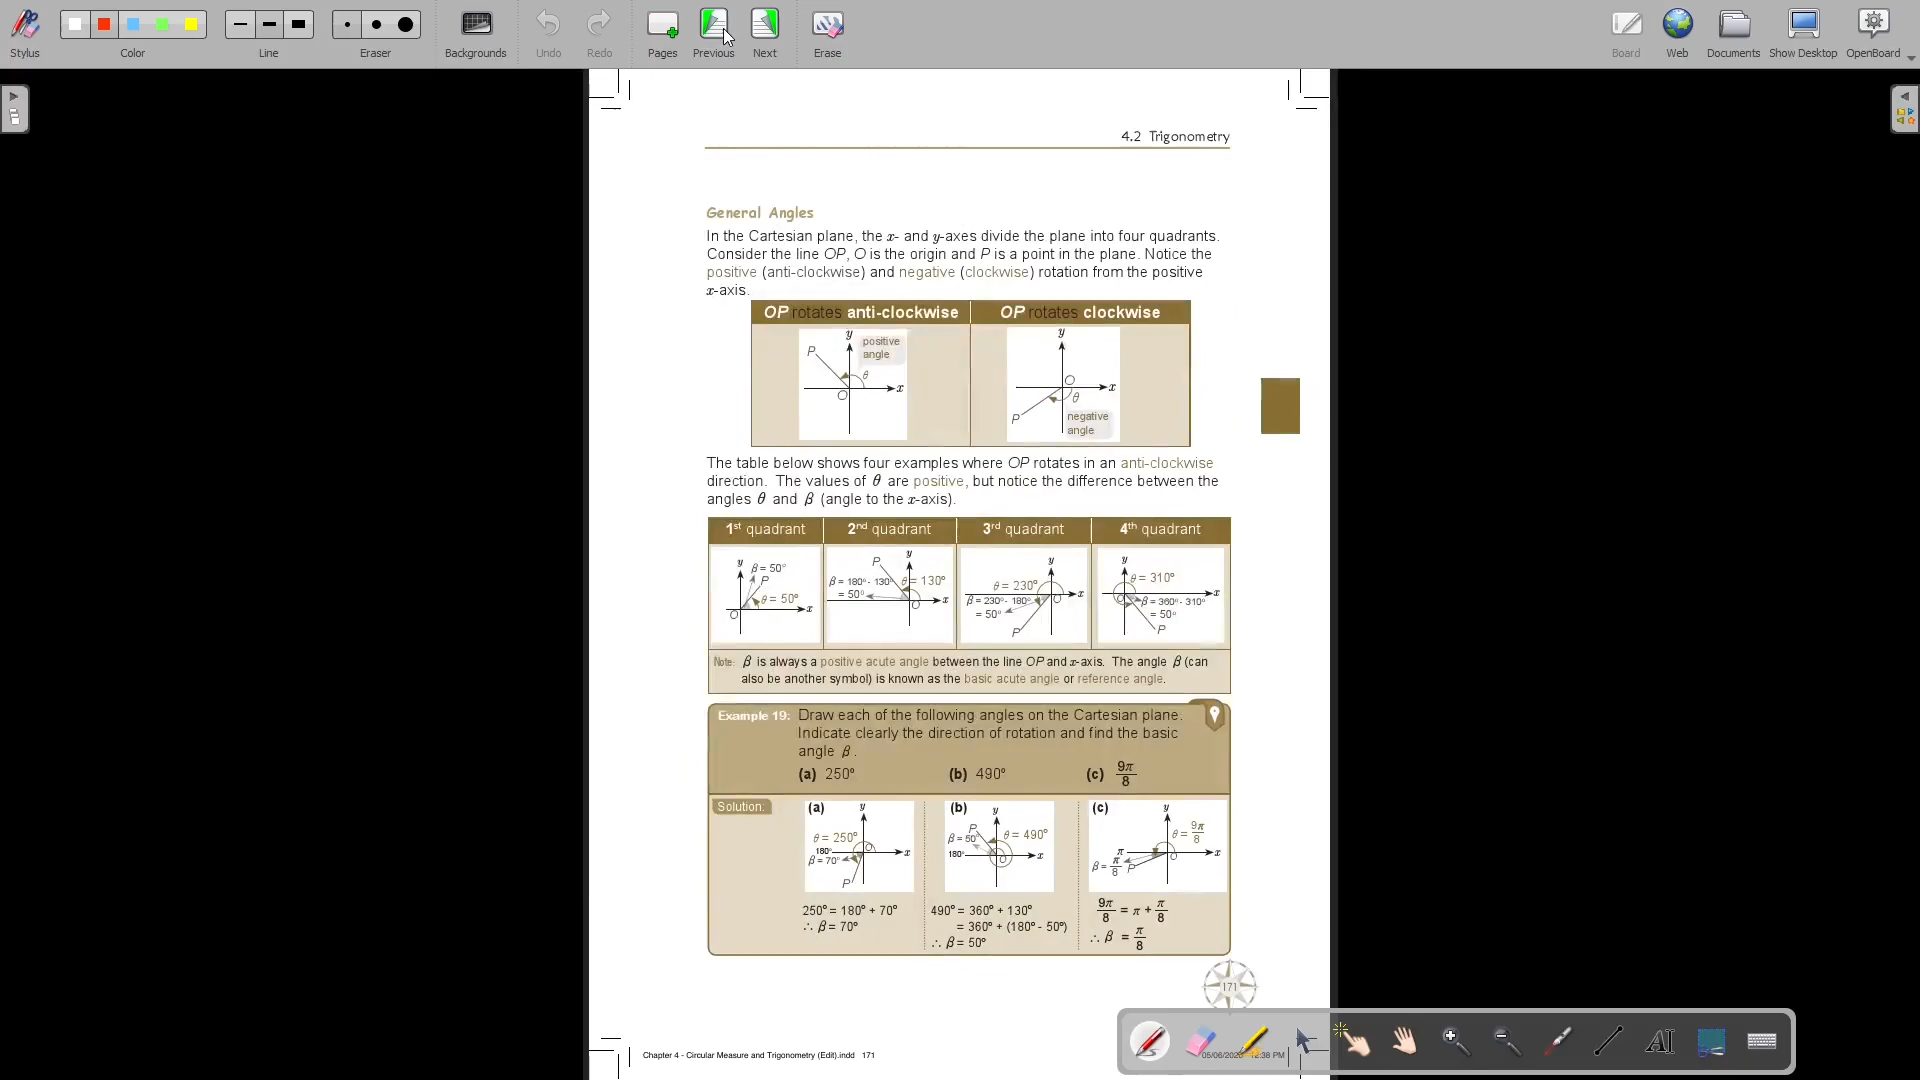 Stylus
Color
Line
Eraser
Backgrounds
Undo
Redo
Pages
Previous
Next
Erase
Board
Web
Documents
Show Desktop
OpenBoard
4.2 Trigonometry
General Angles
In the Cartesian plane, the x- and y-axes divide the plane into four quadrants.
Consider the line OP, O is the origin and P is a point in the plane. Notice the
positive (anti-clockwise) and negative (clockwise) rotation from the positive
x-axis.
OP rotates anti-clockwise
OP rotates clockwise
y
P
positive
angle
θ
O
x
y
O
x
θ
P
negative
angle
The table below shows four examples where OP rotates in an anti-clockwise
direction. The values of θ are positive, but notice the difference between the
angles θ and β (angle to the x-axis).
1st quadrant
2nd quadrant
3rd quadrant
4th quadrant
y
β = 50°
P
θ = 50°
O
x
y
P
β = 180° - 130°
= 50°
θ = 130°
O
x
y
θ = 230°
β = 230° - 180°
= 50°
O
x
P
y
θ = 310°
O
x
β = 360° - 310°
= 50°
P
Note: β is always a positive acute angle between the line OP and x-axis. The angle β (can
also be another symbol) is known as the basic acute angle or reference angle.
Example 19: Draw each of the following angles on the Cartesian plane.
Indicate clearly the direction of rotation and find the basic
angle β.
(a) 250° (b) 490° (c) 9π/8
Solution:
(a)
y
θ = 250°
180°
β = 70°
O
x
P
250° = 180° + 70°
∴ β = 70°
(b)
y
P
β = 50°
θ = 490°
180°
O
x
490° = 360° + 130°
= 360° + (180° - 50°)
∴ β = 50°
(c)
y
θ = 9π/8
π
β = π/8
P
O
x
9π/8 = π + π/8
∴ β = π/8
171
Chapter 4 - Circular Measure and Trigonometry (Edit).indd 171